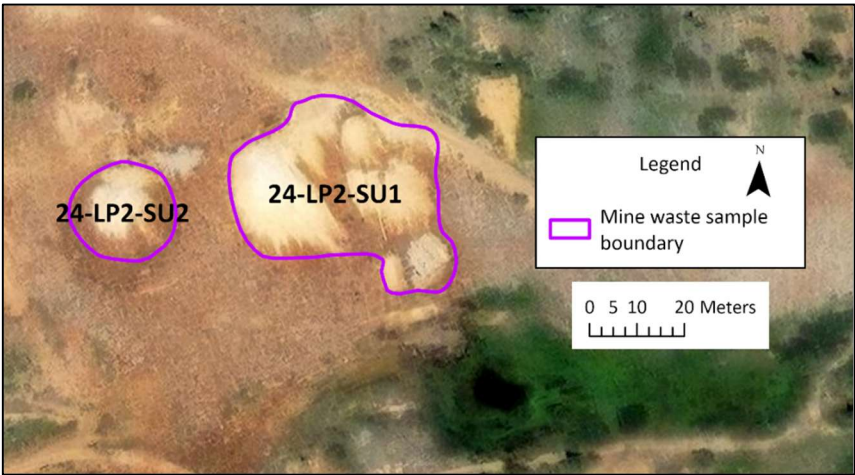 24-LP2-SU2
24-LP2-SU1
N
Legend
Mine waste sample
boundary
0 5 10 20 Meters